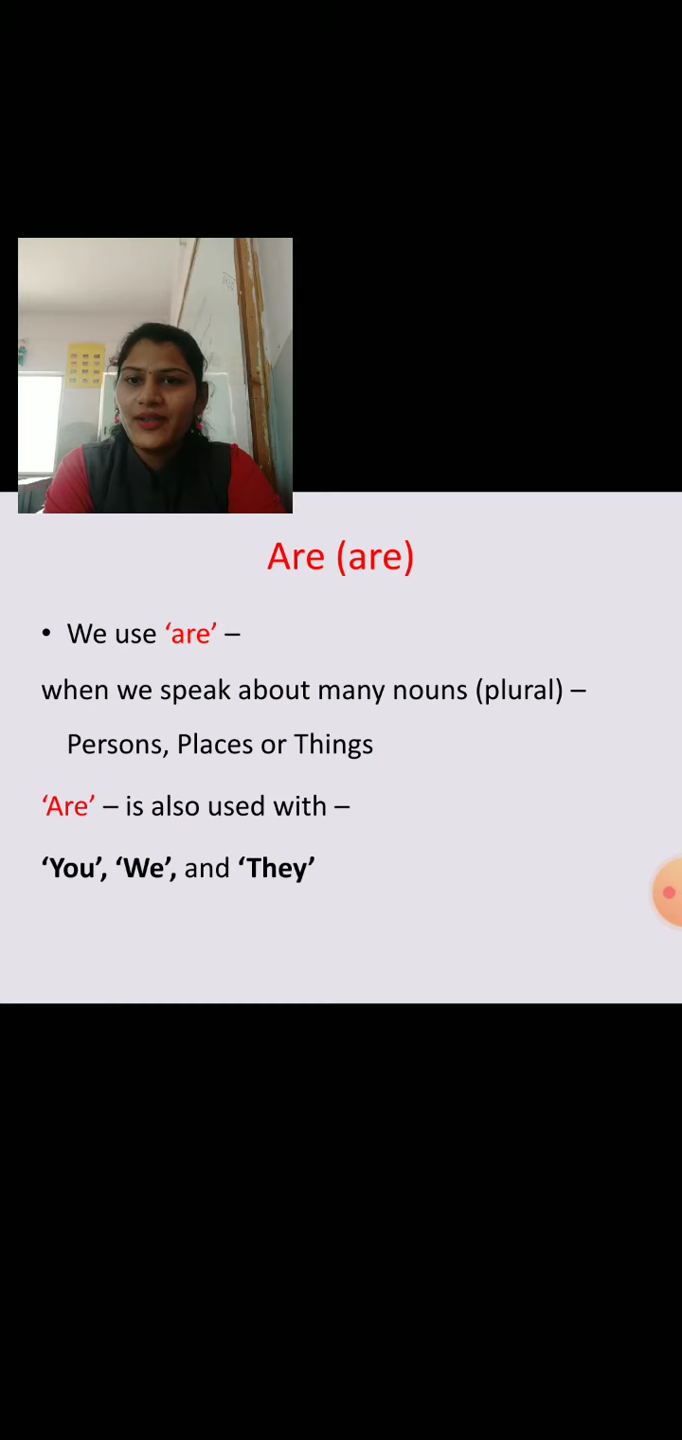 Are (are)
• We use ‘are’ –
when we speak about many nouns (plural) –
Persons, Places or Things
‘Are’ – is also used with –
‘You’, ‘We’, and ‘They’